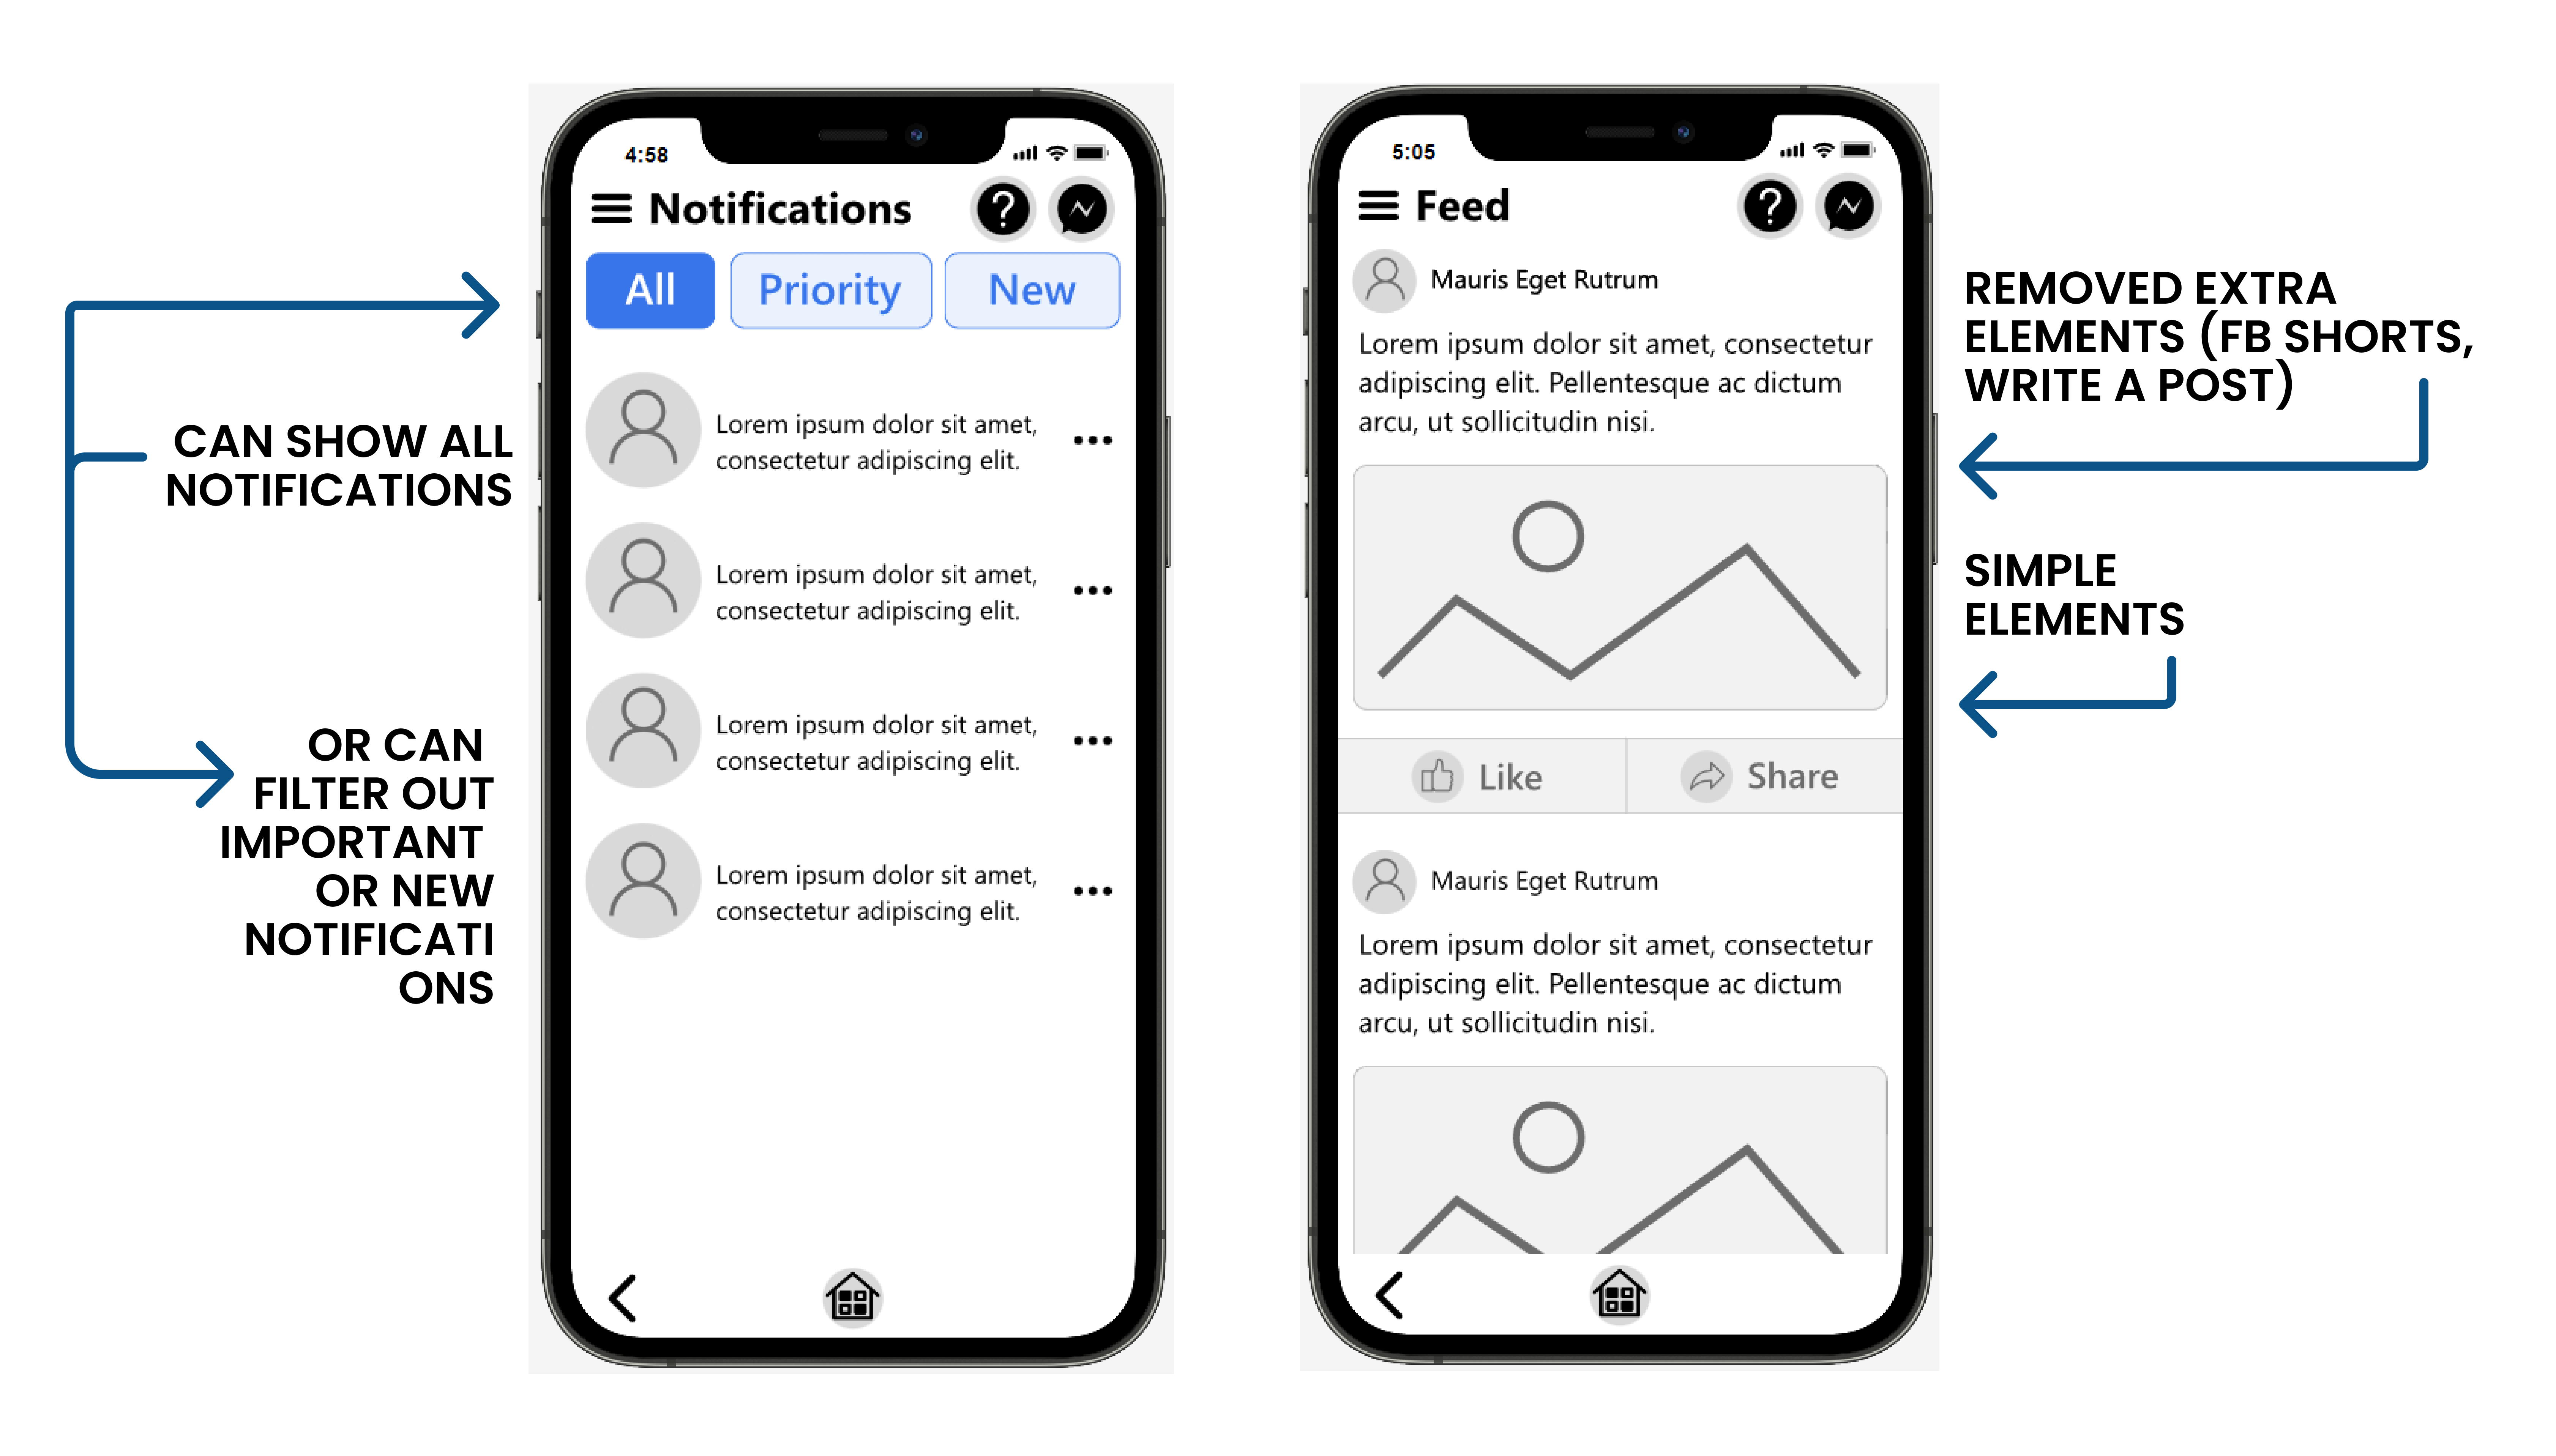 CAN SHOW ALL
NOTIFICATIONS
OR CAN
FILTER OUT
IMPORTANT
OR NEW
NOTIFICATI
ONS
4:58
Notifications
?
All
Priority
New
Lorem ipsum dolor sit amet,
consectetur adipiscing elit.
Lorem ipsum dolor sit amet,
consectetur adipiscing elit.
Lorem ipsum dolor sit amet,
consectetur adipiscing elit.
Lorem ipsum dolor sit amet,
consectetur adipiscing elit.
5:05
Feed
?
Mauris Eget Rutrum
Lorem ipsum dolor sit amet, consectetur
adipiscing elit. Pellentesque ac dictum
arcu, ut sollicitudin nisi.
Like
Share
Mauris Eget Rutrum
Lorem ipsum dolor sit amet, consectetur
adipiscing elit. Pellentesque ac dictum
arcu, ut sollicitudin nisi.
REMOVED EXTRA
ELEMENTS (FB SHORTS,
WRITE A POST)
SIMPLE
ELEMENTS